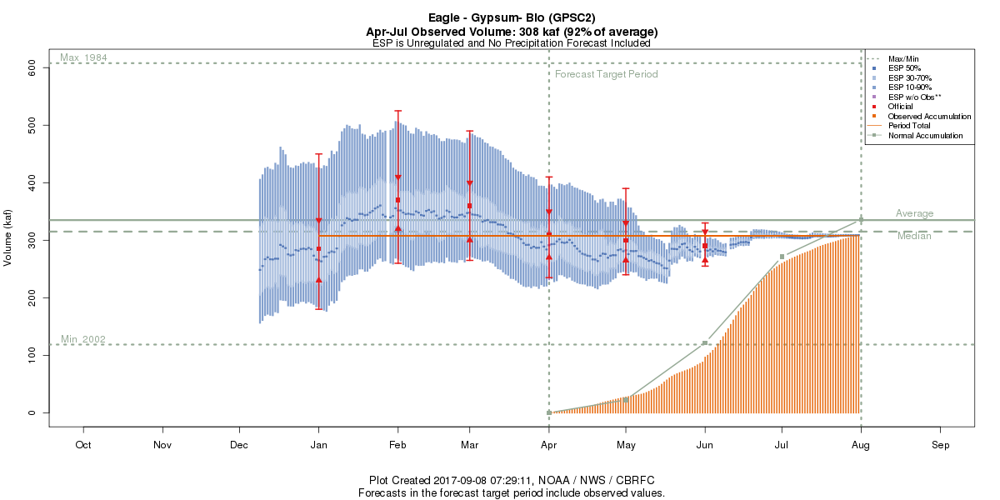 Eagle - Gypsum- Blo (GPSC2)
Apr-Jul Observed Volume: 308 kaf (92% of average)
ESP is Unregulated and No Precipitation Forecast Included
Max 1984
Forecast Target Period
Max/Min
ESP 50%
ESP 30-70%
ESP 10-90%
ESP w/o Obs**
Official
Observed Accumulation
Period Total
Normal Accumulation
Average
Median
Min 2002
Volume (kaf)
600
500
400
300
200
100
0
Oct Nov Dec Jan Feb Mar Apr May Jun Jul Aug Sep
Plot Created 2017-09-08 07:29:11, NOAA / NWS / CBRFC
Forecasts in the forecast target period include observed values.